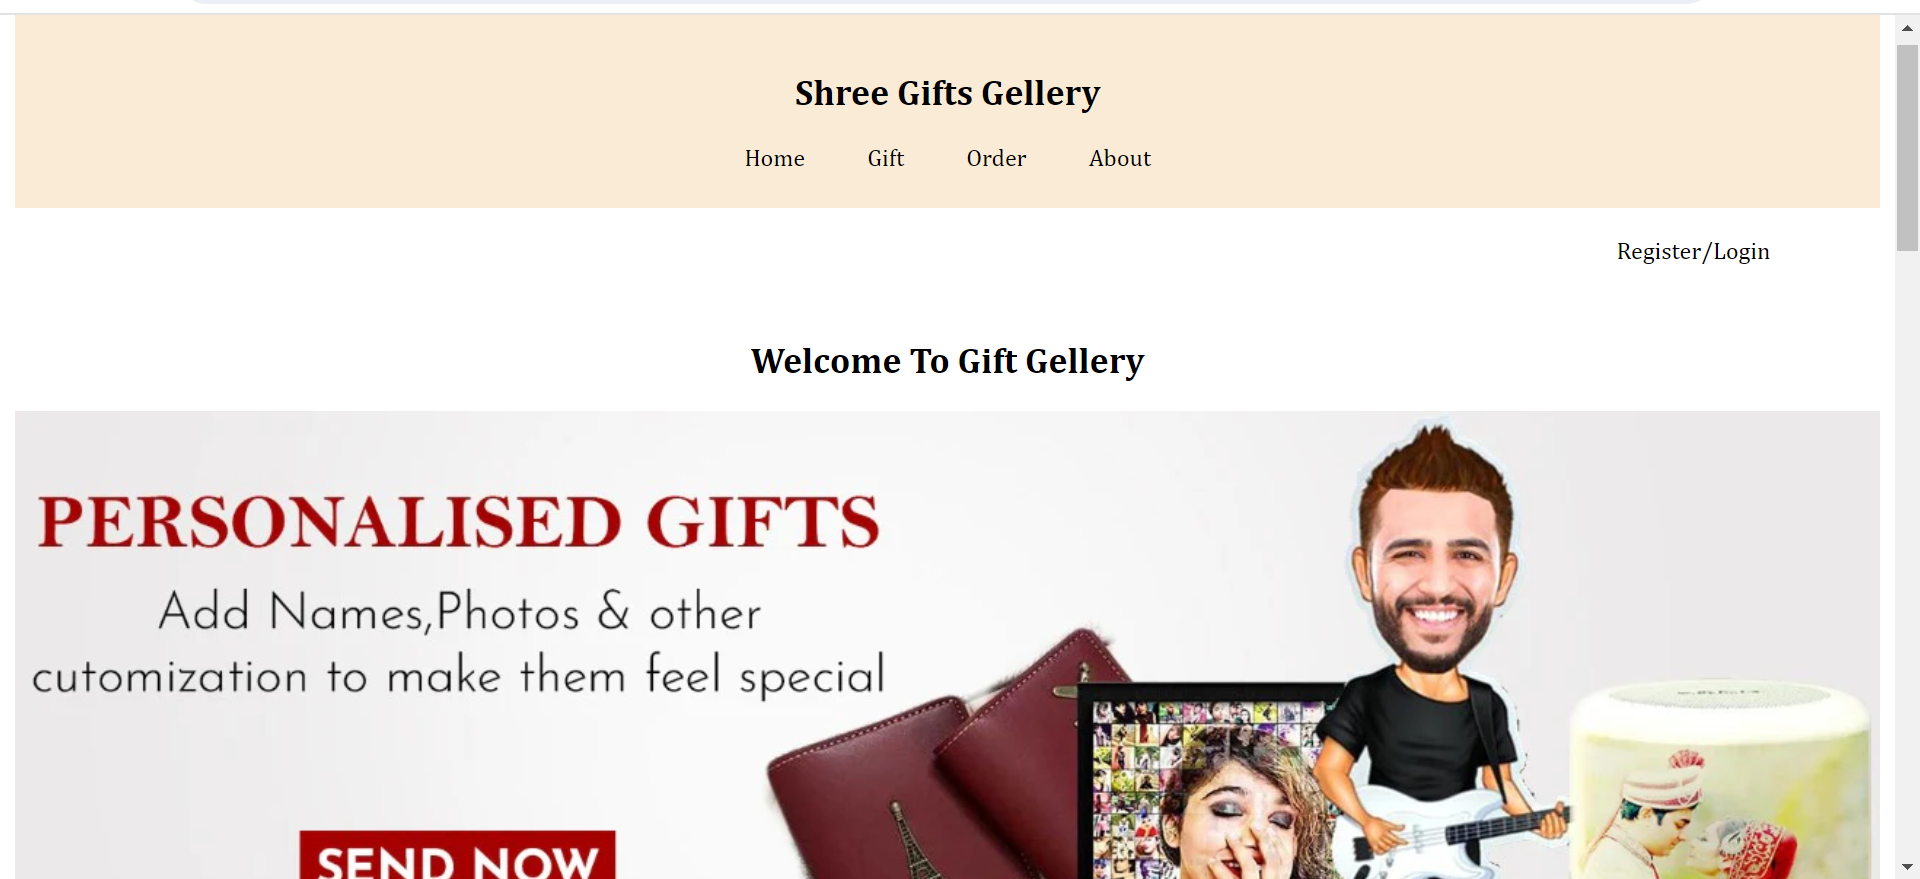 Shree Gifts Gellery
Home Gift Order About
Register/Login
Welcome To Gift Gellery
PERSONALISED GIFTS
Add Names,Photos & other
cutomization to make them feel special
SEND NOW